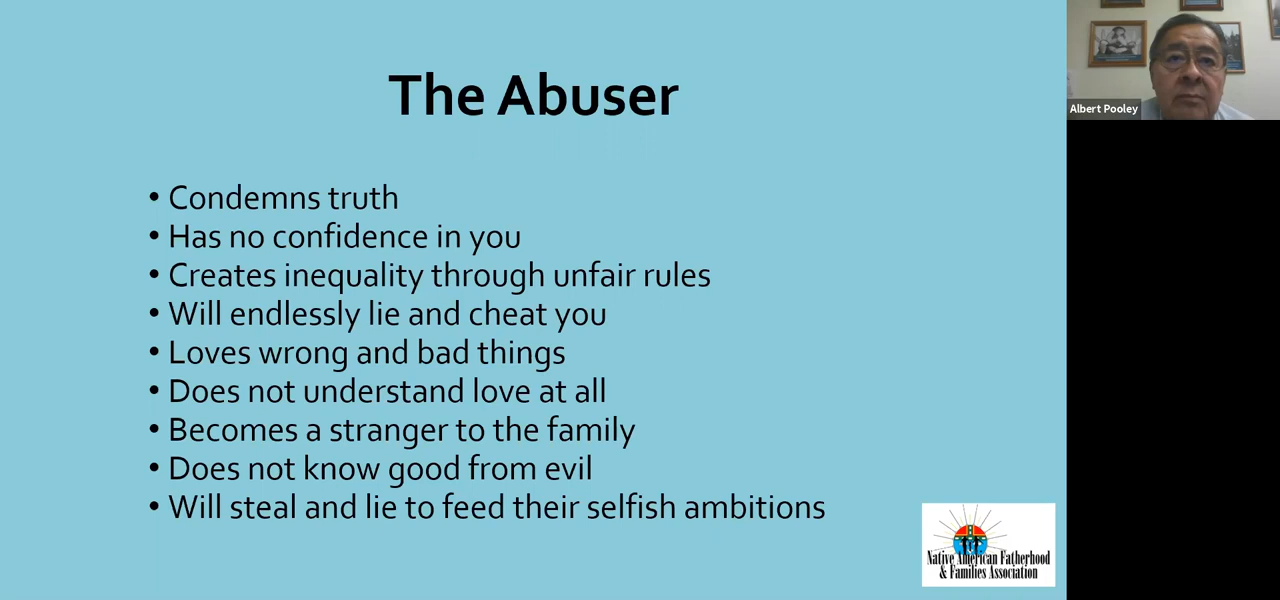 The Abuser
• Condemns truth
• Has no confidence in you
• Creates inequality through unfair rules
• Will endlessly lie and cheat you
• Loves wrong and bad things
• Does not understand love at all
• Becomes a stranger to the family
• Does not know good from evil
• Will steal and lie to feed their selfish ambitions
Native American Fatherhood
& Families Association
Albert Pooley